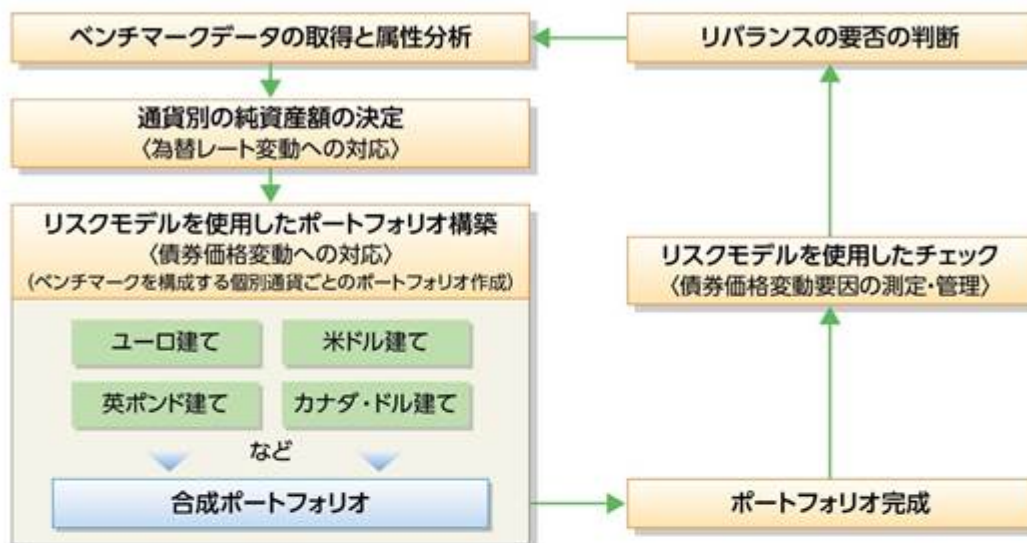 ベンチマークデータの取得と属性分析
リバランスの要否の判断
通貨別の純資産額の決定
〈為替レート変動への対応〉
リスクモデルを使用したポートフォリオ構築
〈債券価格変動への対応〉
(ベンチマークを構成する個別通貨ごとのポートフォリオ作成)
リスクモデルを使用したチェック
〈債券価格変動要因の測定・管理〉
ユーロ建て
米ドル建て
英ポンド建て
カナダ・ドル建て
など
合成ポートフォリオ
ポートフォリオ完成